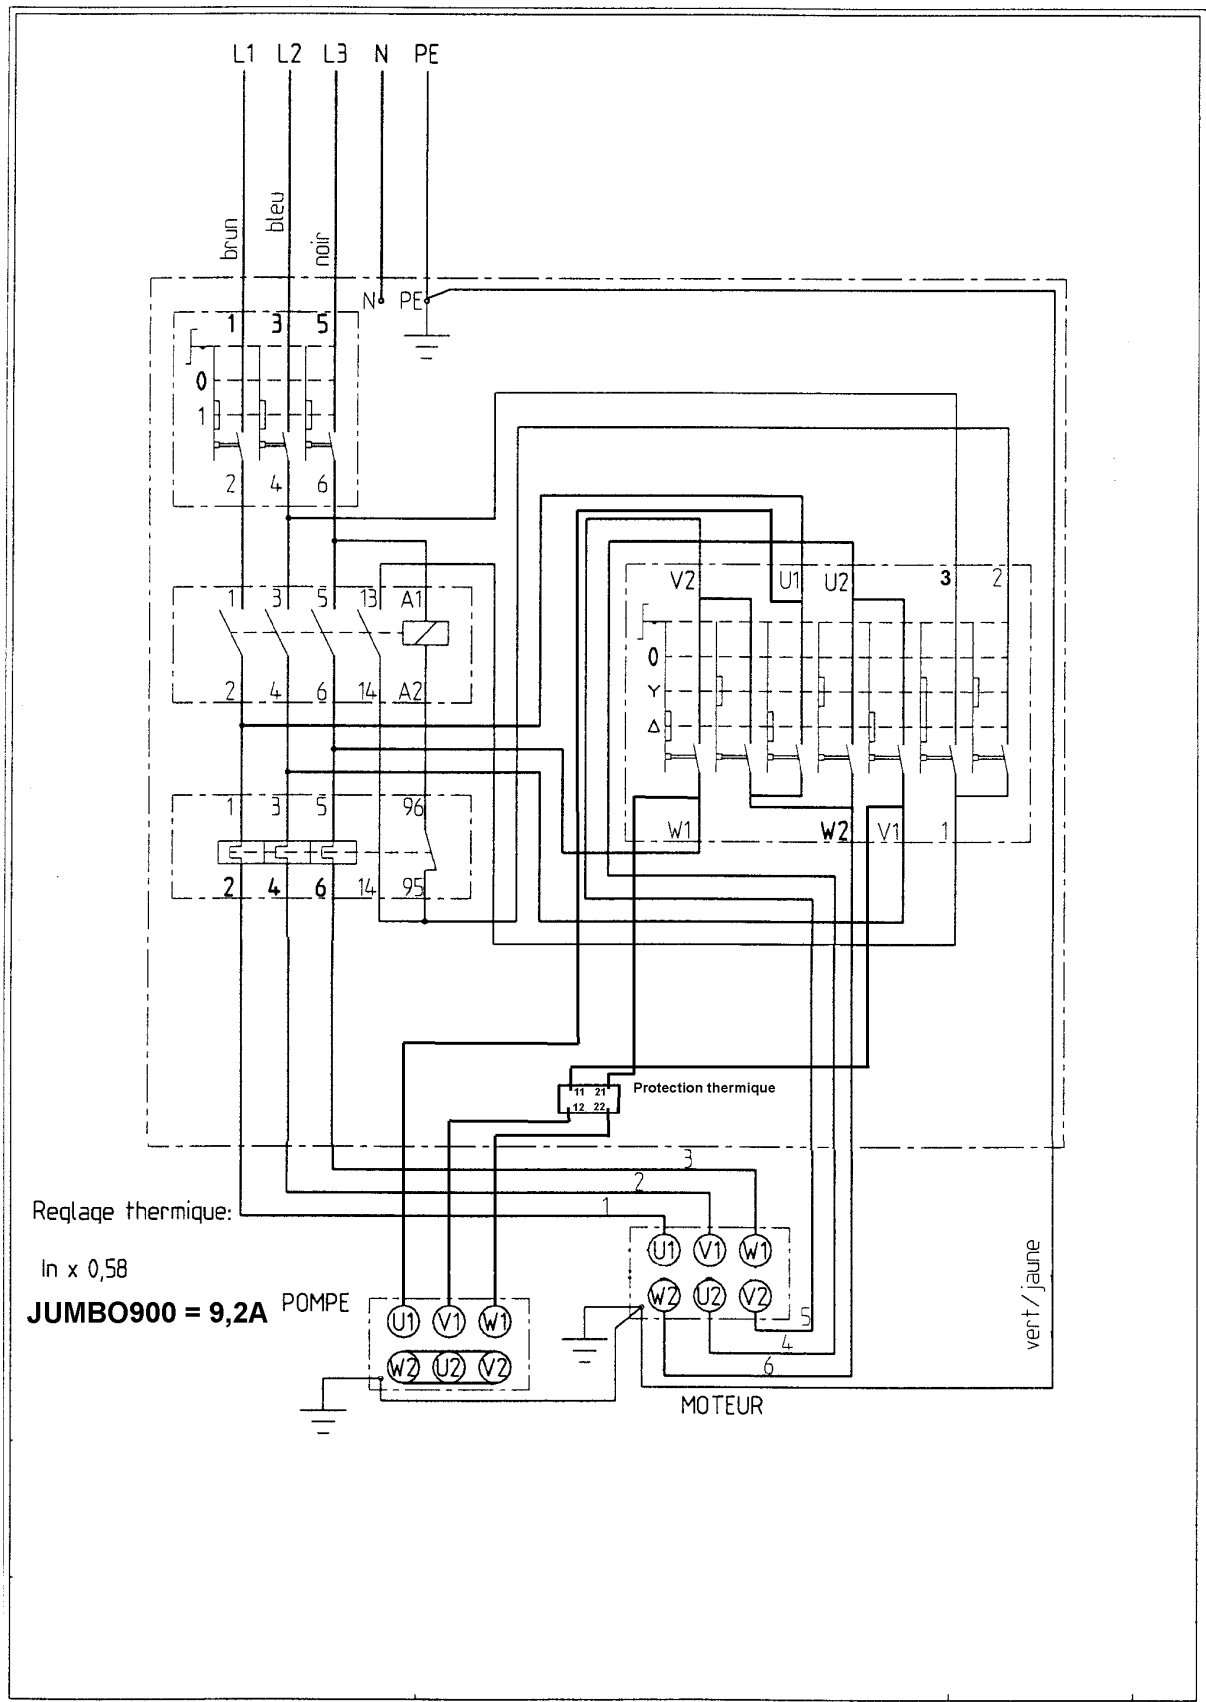 L1 L2 L3 N PE
brun
bleu
noir
N PE
1 3 5
0
1
2 4 6
V2 U1 U2 3 2
1 3 5 13 A1
0
Y
Δ
2 4 6 14 A2
1 3 5 96
W1 W2 V1 1
2 4 6 14 95
11 21 Protection thermique
12 22
3
2
1
Reglage thermique:
In x 0,58
JUMBO900 = 9,2A
POMPE
U1 V1 W1
W2 U2 V2
U1 V1 W1
W2 U2 V2
5
4
6
MOTEUR
vert/jaune